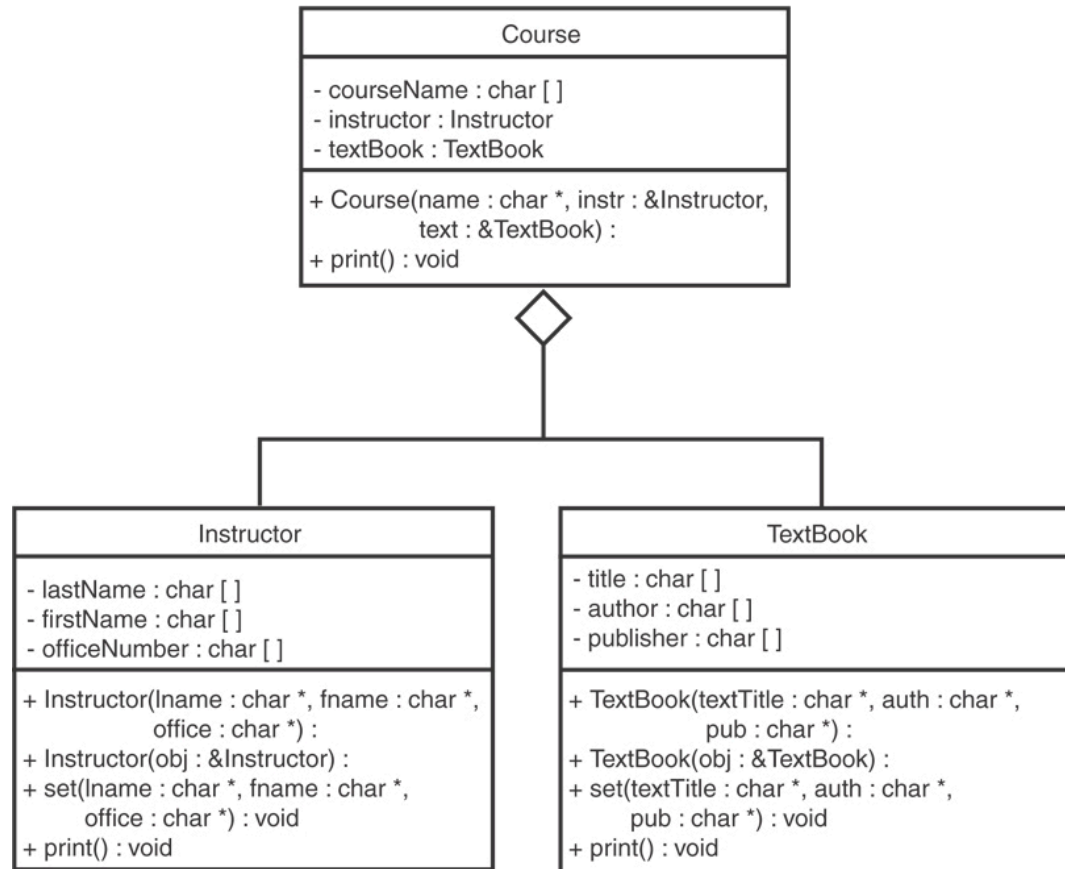 Course
- courseName : char [ ]
- instructor : Instructor
- textBook : TextBook
+ Course(name : char *, instr : &Instructor,
text : &TextBook) :
+ print() : void
Instructor
- lastName : char [ ]
- firstName : char [ ]
- officeNumber : char [ ]
+ Instructor(lname : char *, fname : char *,
office : char *) :
+ Instructor(obj : &Instructor) :
+ set(lname : char *, fname : char *,
office : char *) : void
+ print() : void
TextBook
- title : char [ ]
- author : char [ ]
- publisher : char [ ]
+ TextBook(textTitle : char *, auth : char *,
pub : char *) :
+ TextBook(obj : &TextBook) :
+ set(textTitle : char *, auth : char *,
pub : char *) : void
+ print() : void